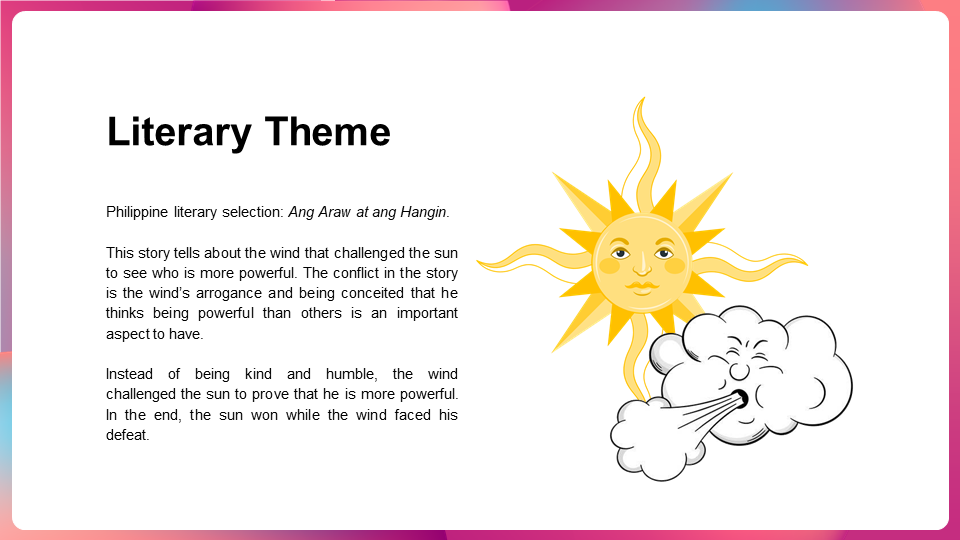 Literary Theme
Philippine literary selection: Ang Araw at ang Hangin.
This story tells about the wind that challenged the sun
to see who is more powerful. The conflict in the story
is the wind’s arrogance and being conceited that he
thinks being powerful than others is an important
aspect to have.
Instead of being kind and humble, the wind
challenged the sun to prove that he is more powerful.
In the end, the sun won while the wind faced his
defeat.